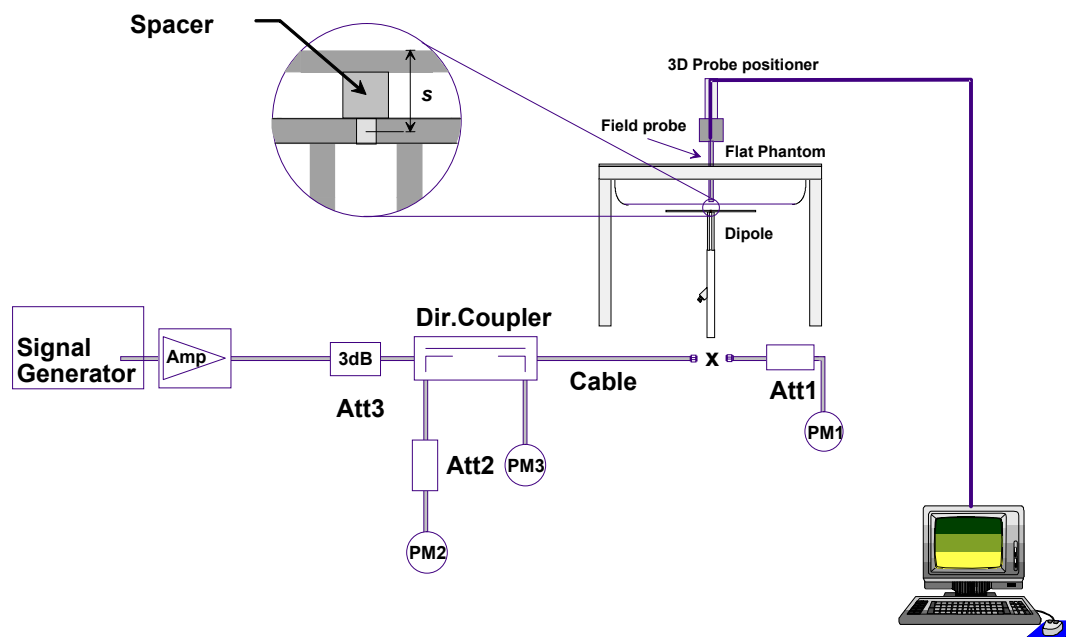 Spacer
s
3D Probe positioner
Field probe
Flat Phantom
Dipole
Signal
Generator
Amp
3dB
Att3
Dir.Coupler
Cable
x
Att1
PM1
Att2
PM3
PM2